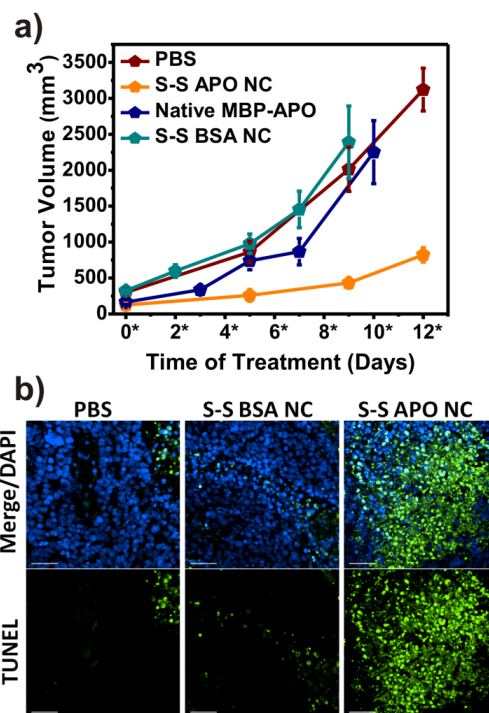 a)
PBS
S-S APO NC
Native MBP-APO
S-S BSA NC
Tumor Volume (mm3)
3500
3000
2500
2000
1500
1000
500
0
0* 2* 4* 6* 8* 10* 12*
Time of Treatment (Days)
b)
PBS S-S BSA NC S-S APO NC
Merge/DAPI
TUNEL